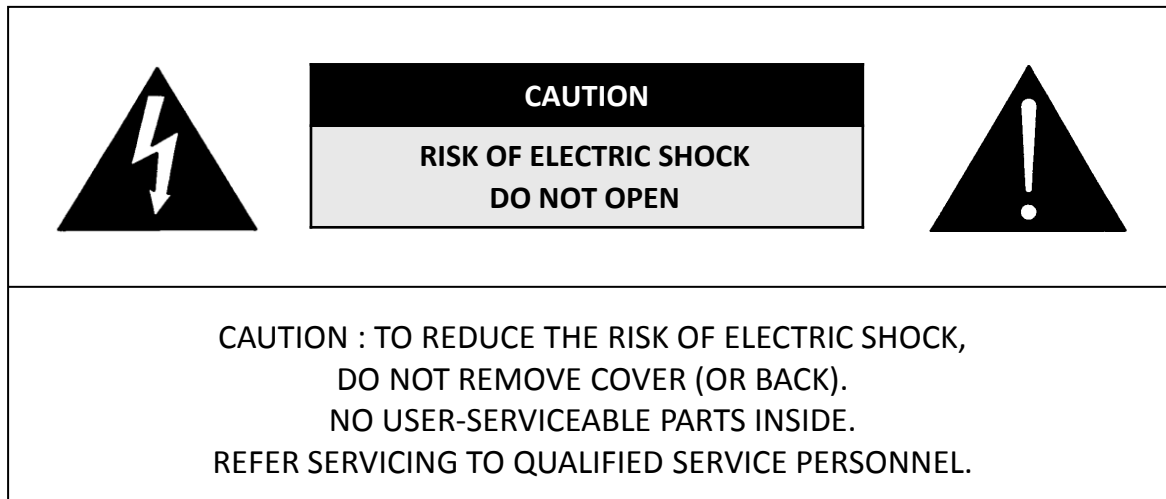 CAUTION
RISK OF ELECTRIC SHOCK
DO NOT OPEN
CAUTION : TO REDUCE THE RISK OF ELECTRIC SHOCK,
DO NOT REMOVE COVER (OR BACK).
NO USER-SERVICEABLE PARTS INSIDE.
REFER SERVICING TO QUALIFIED SERVICE PERSONNEL.